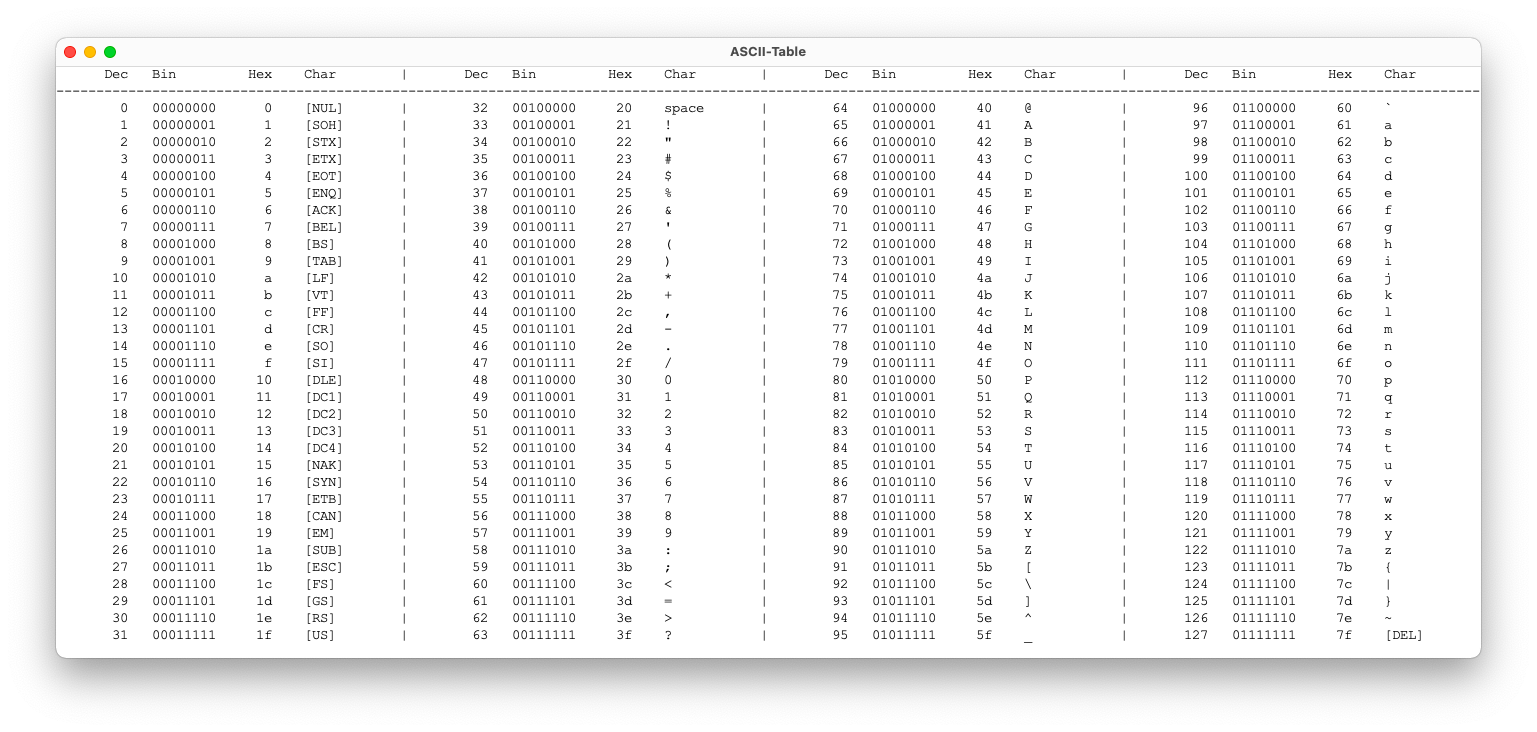 ASCII-Table
Dec Bin Hex Char | Dec Bin Hex Char | Dec Bin Hex Char | Dec Bin Hex Char
--------------------------------------------------------------------------------------------------------------------------------------------------------------------------------
0 00000000 0 [NUL] | 32 00100000 20 space | 64 01000000 40 @ | 96 01100000 60 `
1 00000001 1 [SOH] | 33 00100001 21 ! | 65 01000001 41 A | 97 01100001 61 a
2 00000010 2 [STX] | 34 00100010 22 " | 66 01000010 42 B | 98 01100010 62 b
3 00000011 3 [ETX] | 35 00100011 23 # | 67 01000011 43 C | 99 01100011 63 c
4 00000100 4 [EOT] | 36 00100100 24 $ | 68 01000100 44 D | 100 01100100 64 d
5 00000101 5 [ENQ] | 37 00100101 25 % | 69 01000101 45 E | 101 01100101 65 e
6 00000110 6 [ACK] | 38 00100110 26 & | 70 01000110 46 F | 102 01100110 66 f
7 00000111 7 [BEL] | 39 00100111 27 ' | 71 01000111 47 G | 103 01100111 67 g
8 00001000 8 [BS] | 40 00101000 28 ( | 72 01001000 48 H | 104 01101000 68 h
9 00001001 9 [TAB] | 41 00101001 29 ) | 73 01001001 49 I | 105 01101001 69 i
10 00001010 a [LF] | 42 00101010 2a * | 74 01001010 4a J | 106 01101010 6a j
11 00001011 b [VT] | 43 00101011 2b + | 75 01001011 4b K | 107 01101011 6b k
12 00001100 c [FF] | 44 00101100 2c , | 76 01001100 4c L | 108 01101100 6c l
13 00001101 d [CR] | 45 00101101 2d - | 77 01001101 4d M | 109 01101101 6d m
14 00001110 e [SO] | 46 00101110 2e . | 78 01001110 4e N | 110 01101110 6e n
15 00001111 f [SI] | 47 00101111 2f / | 79 01001111 4f O | 111 01101111 6f o
16 00010000 10 [DLE] | 48 00110000 30 0 | 80 01010000 50 P | 112 01110000 70 p
17 00010001 11 [DC1] | 49 00110001 31 1 | 81 01010001 51 Q | 113 01110001 71 q
18 00010010 12 [DC2] | 50 00110010 32 2 | 82 01010010 52 R | 114 01110010 72 r
19 00010011 13 [DC3] | 51 00110011 33 3 | 83 01010011 53 S | 115 01110011 73 s
20 00010100 14 [DC4] | 52 00110100 34 4 | 84 01010100 54 T | 116 01110100 74 t
21 00010101 15 [NAK] | 53 00110101 35 5 | 85 01010101 55 U | 117 01110101 75 u
22 00010110 16 [SYN] | 54 00110110 36 6 | 86 01010110 56 V | 118 01110110 76 v
23 00010111 17 [ETB] | 55 00110111 37 7 | 87 01010111 57 W | 119 01110111 77 w
24 00011000 18 [CAN] | 56 00111000 38 8 | 88 01011000 58 X | 120 01111000 78 x
25 00011001 19 [EM] | 57 00111001 39 9 | 89 01011001 59 Y | 121 01111001 79 y
26 00011010 1a [SUB] | 58 00111010 3a : | 90 01011010 5a Z | 122 01111010 7a z
27 00011011 1b [ESC] | 59 00111011 3b ; | 91 01011011 5b [ | 123 01111011 7b {
28 00011100 1c [FS] | 60 00111100 3c < | 92 01011100 5c \ | 124 01111100 7c |
29 00011101 1d [GS] | 61 00111101 3d = | 93 01011101 5d ] | 125 01111101 7d }
30 00011110 1e [RS] | 62 00111110 3e > | 94 01011110 5e ^ | 126 01111110 7e ~
31 00011111 1f [US] | 63 00111111 3f ? | 95 01011111 5f _ | 127 01111111 7f [DEL]